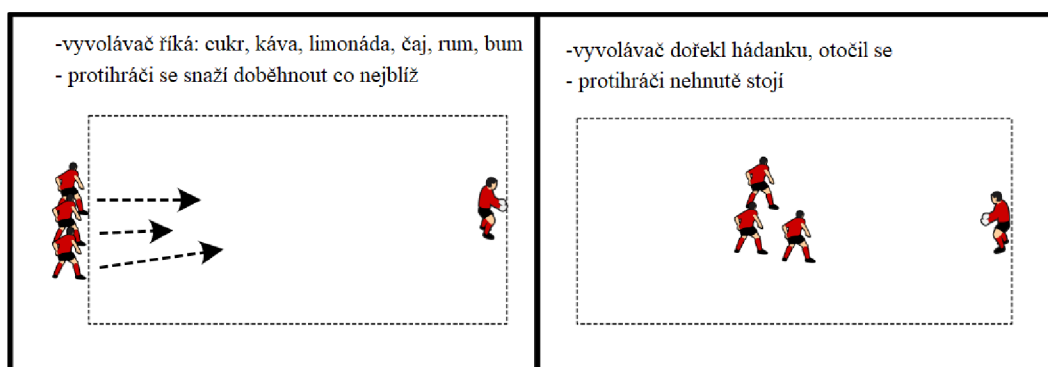 -vyvolávač říká: cukr, káva, limonáda, čaj, rum, bum
- protihráči se snaží doběhnout co nejblíž
-vyvolávač dořekl hádanku, otočil se
- protihráči nehnutě stojí